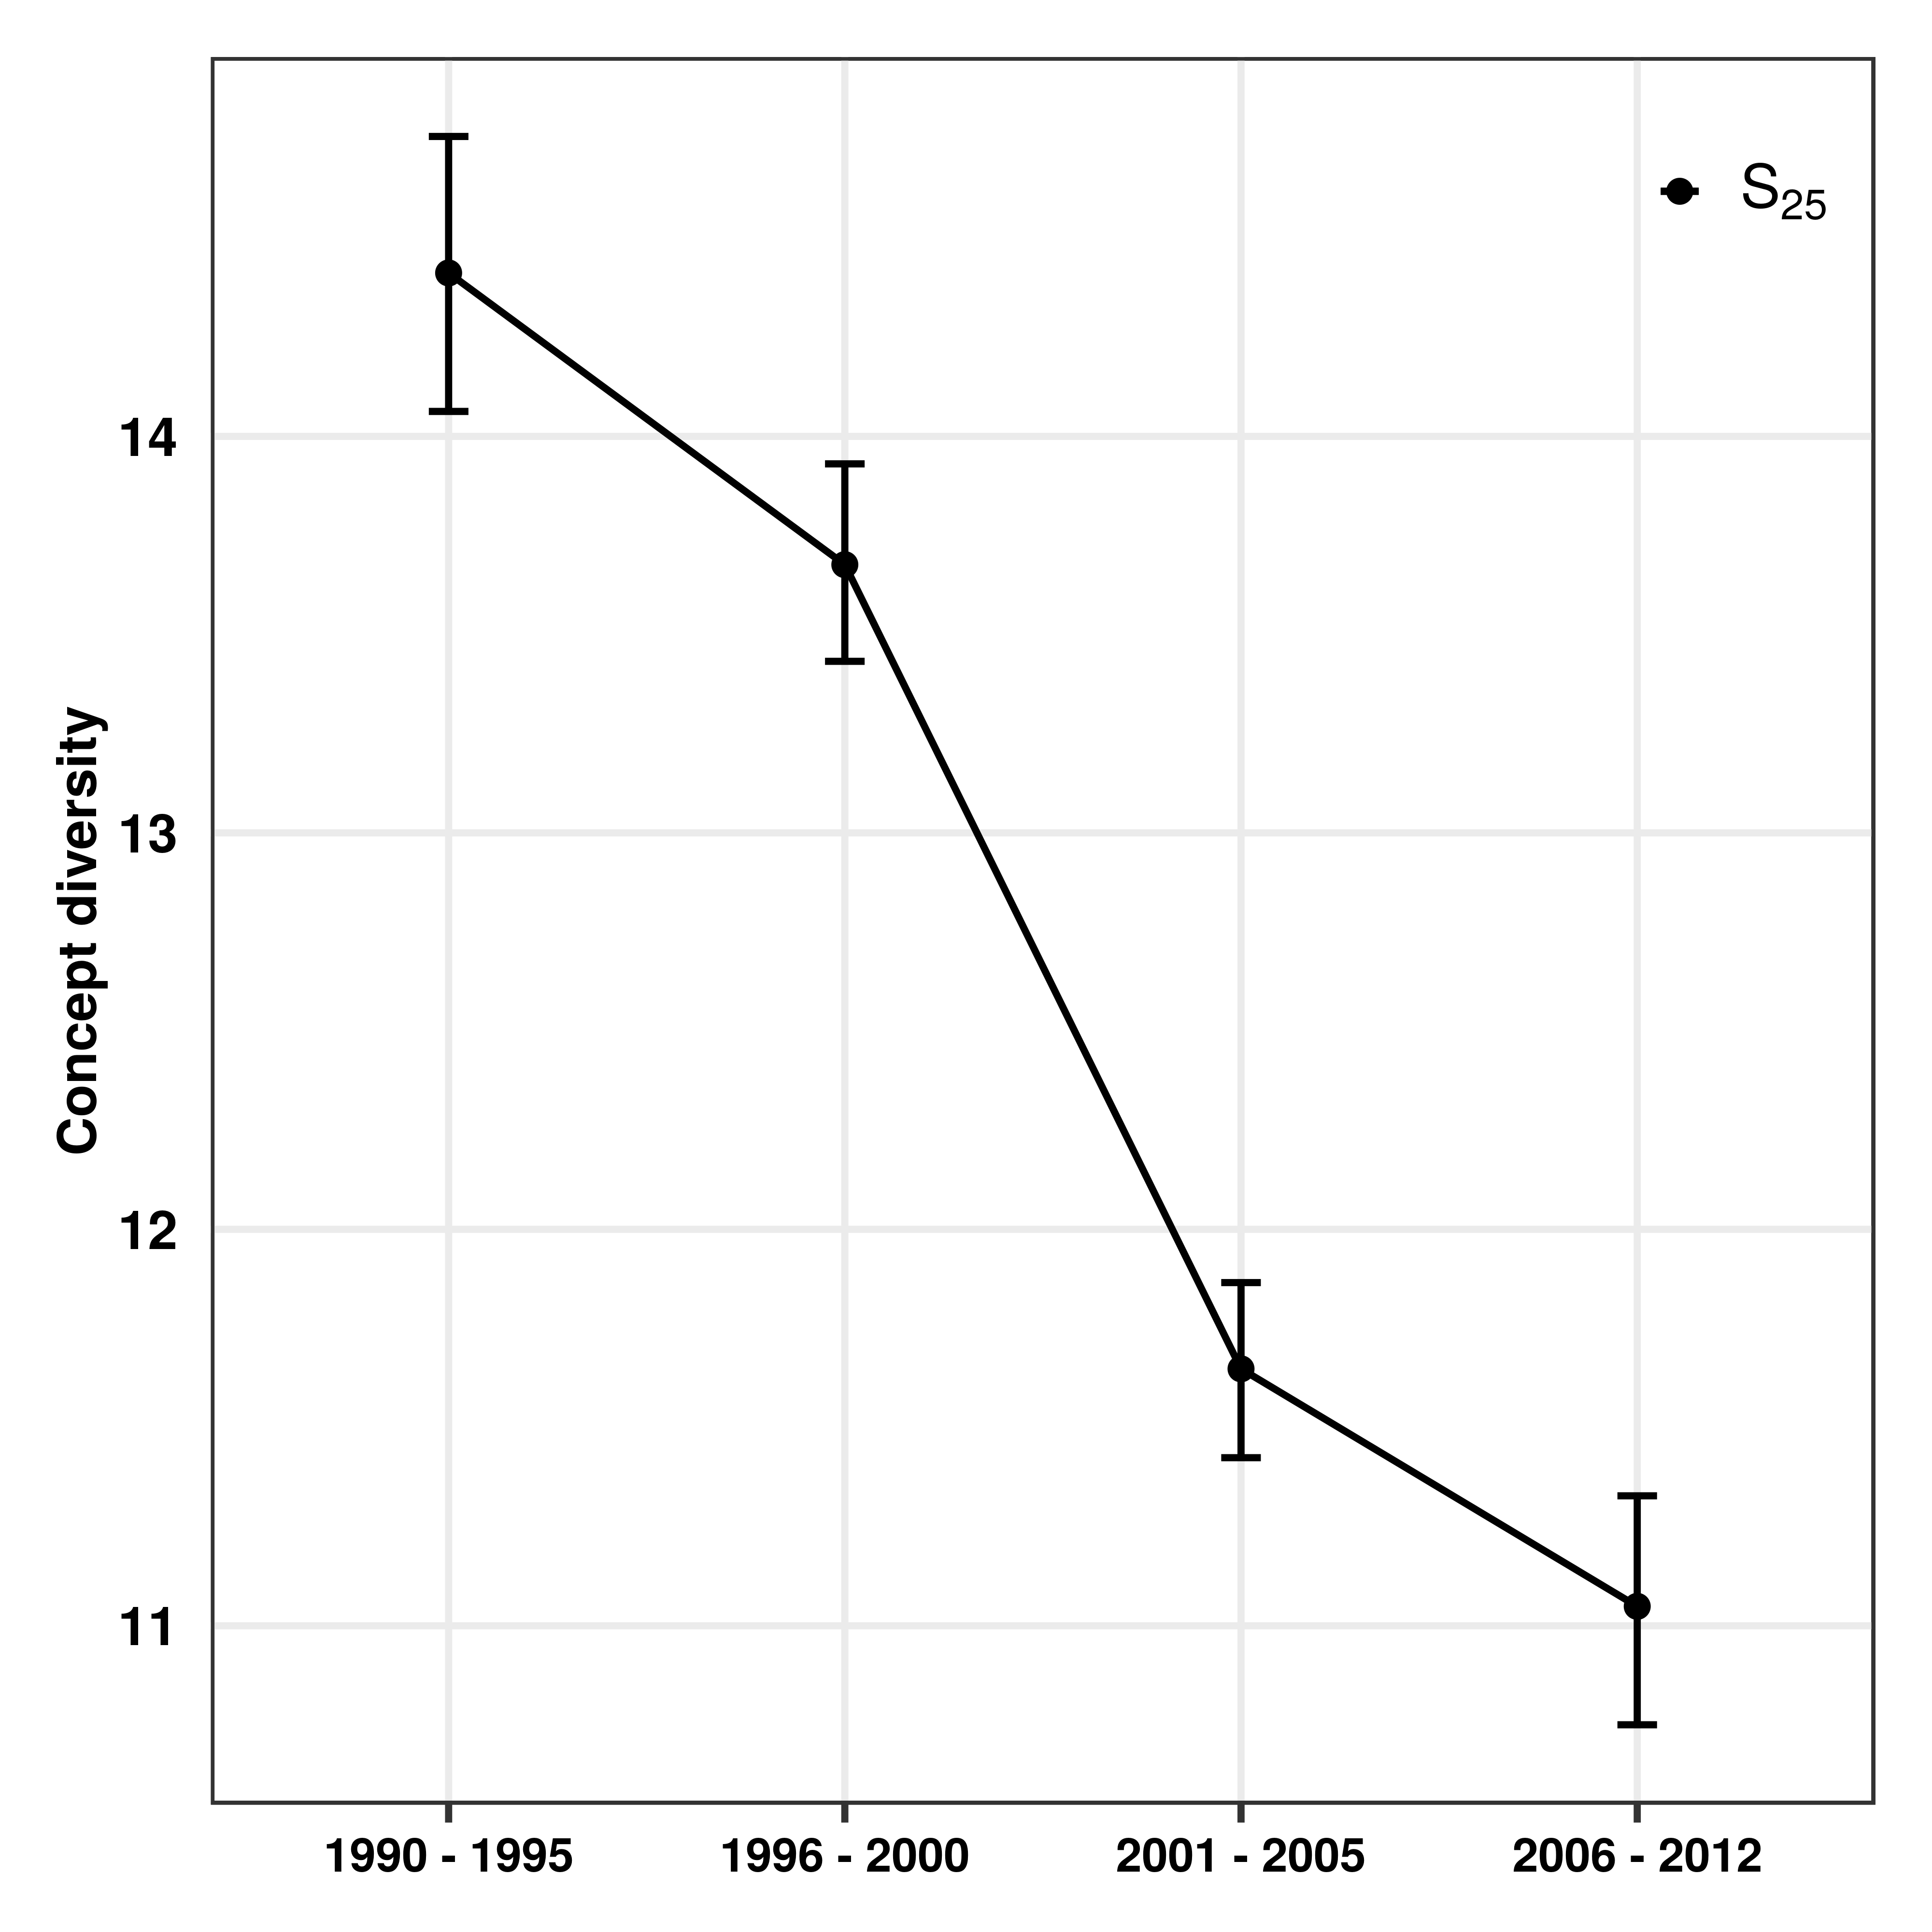 S₂₅
Concept diversity
14
13
12
11
1990 - 1995
1996 - 2000
2001 - 2005
2006 - 2012